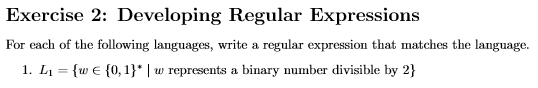 Exercise 2: Developing Regular Expressions
For each of the following languages, write a regular expression that matches the language.
1. L₁ = {w ∈ {0, 1}* | w represents a binary number divisible by 2}